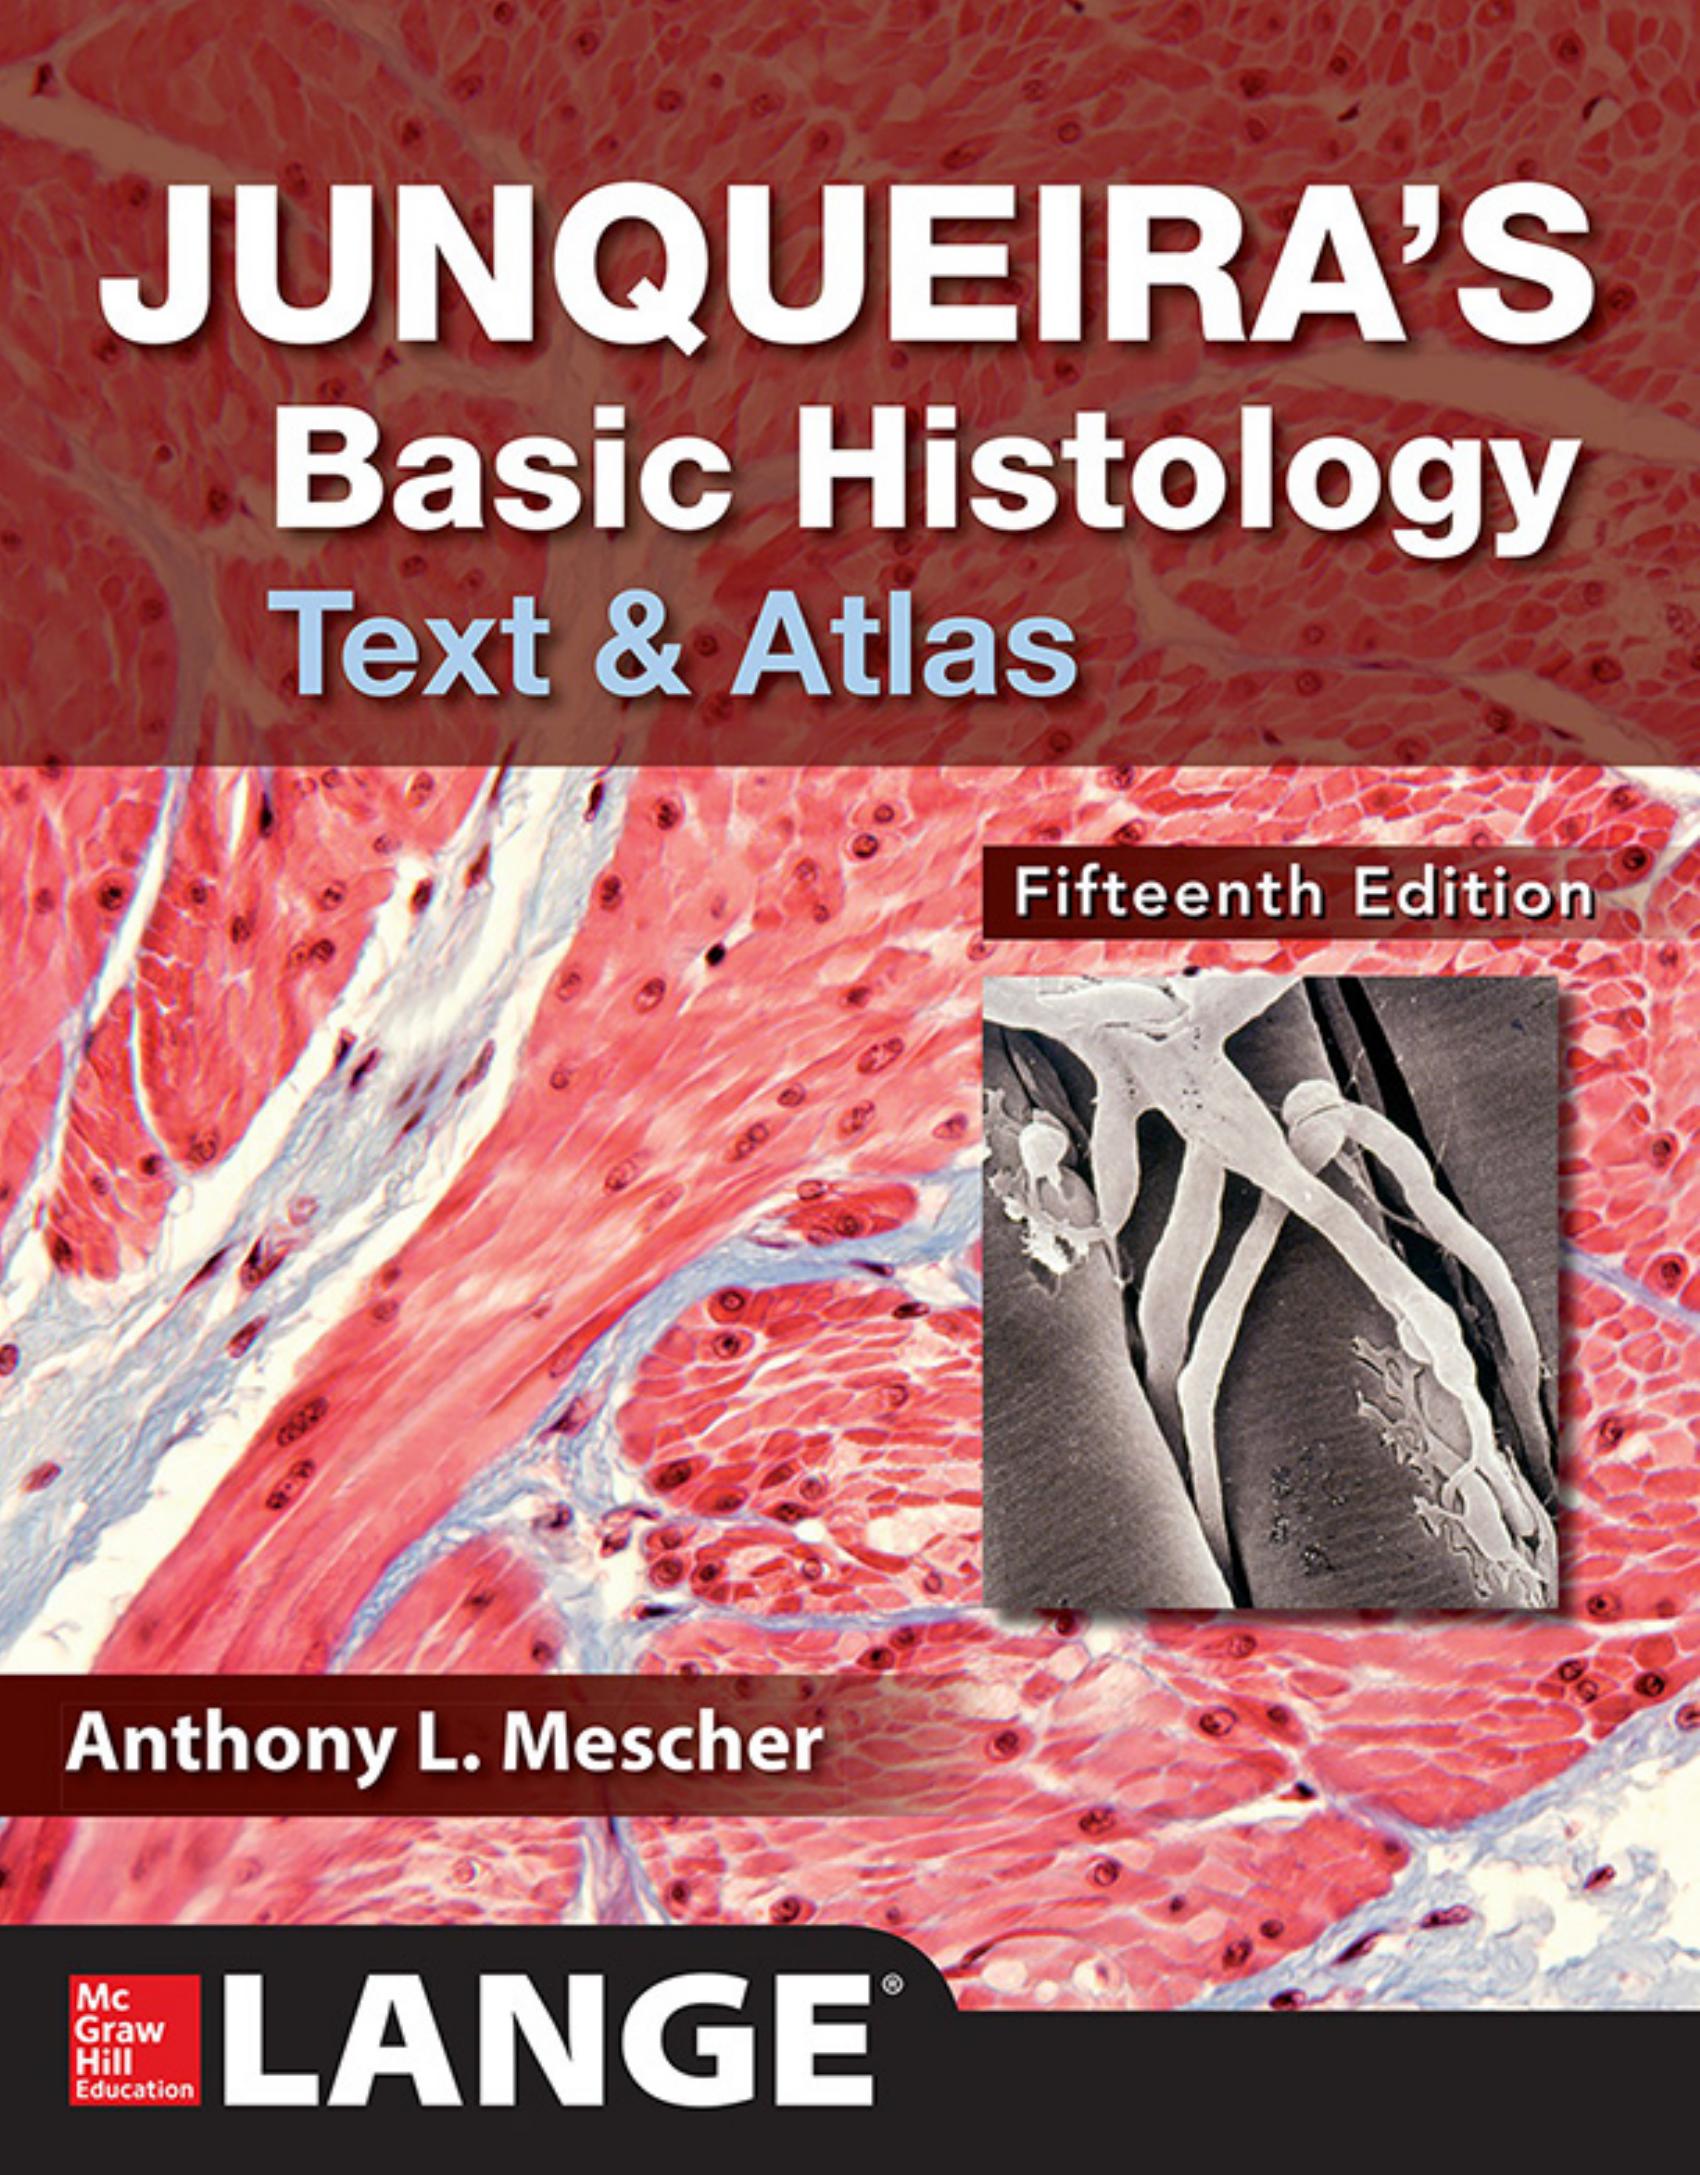 JUNQUEIRA’S
Basic Histology
Text & Atlas
Fifteenth Edition
Anthony L. Mescher
Mc
Graw
Hill
Education
LANGE®